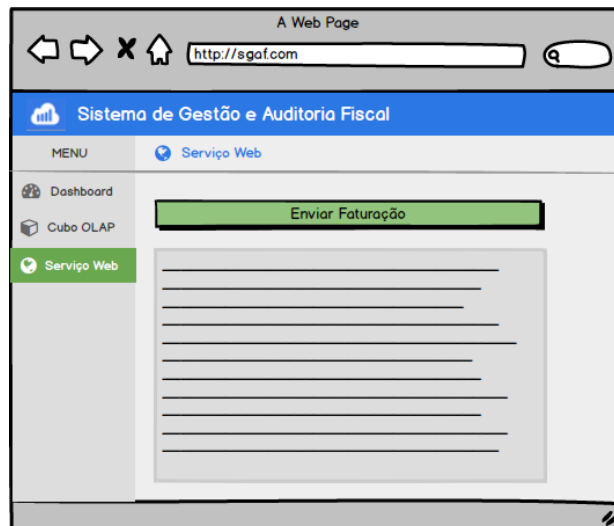 A Web Page
http://sgaf.com
Sistema de Gestão e Auditoria Fiscal
MENU
Serviço Web
Dashboard
Cubo OLAP
Serviço Web
Enviar Faturação